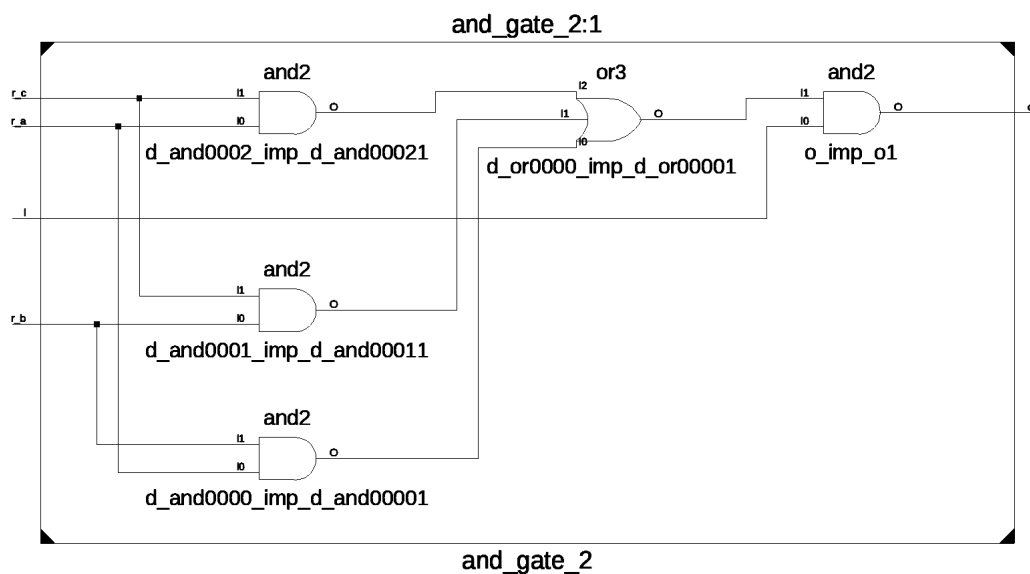 and_gate_2:1
and2
or3
and2
r_c
I1
O
I2
I1
O
I1
O
o
r_a
I0
I0
I0
d_and0002_imp_d_and00021
d_or0000_imp_d_or00001
o_imp_o1
and2
I1
O
r_b
I0
d_and0001_imp_d_and00011
and2
I1
O
I0
d_and0000_imp_d_and00001
and_gate_2